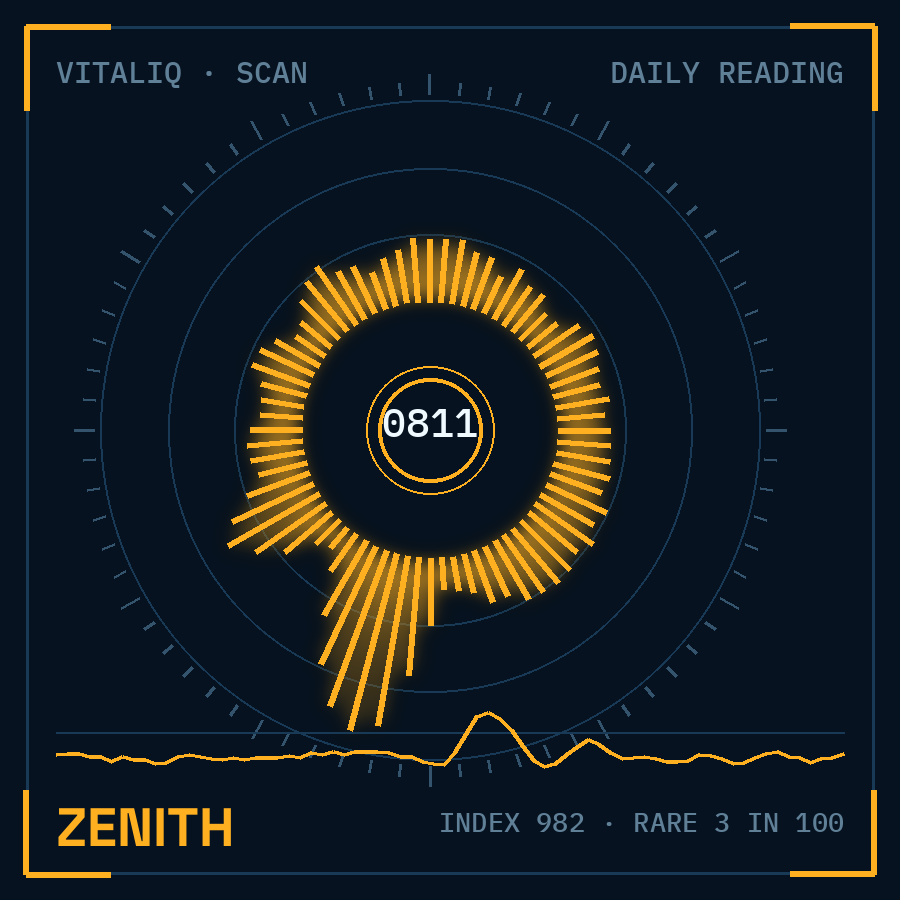 VITALIQ · SCAN
DAILY READING
0811
ZENITH
INDEX 982 · RARE 3 IN 100